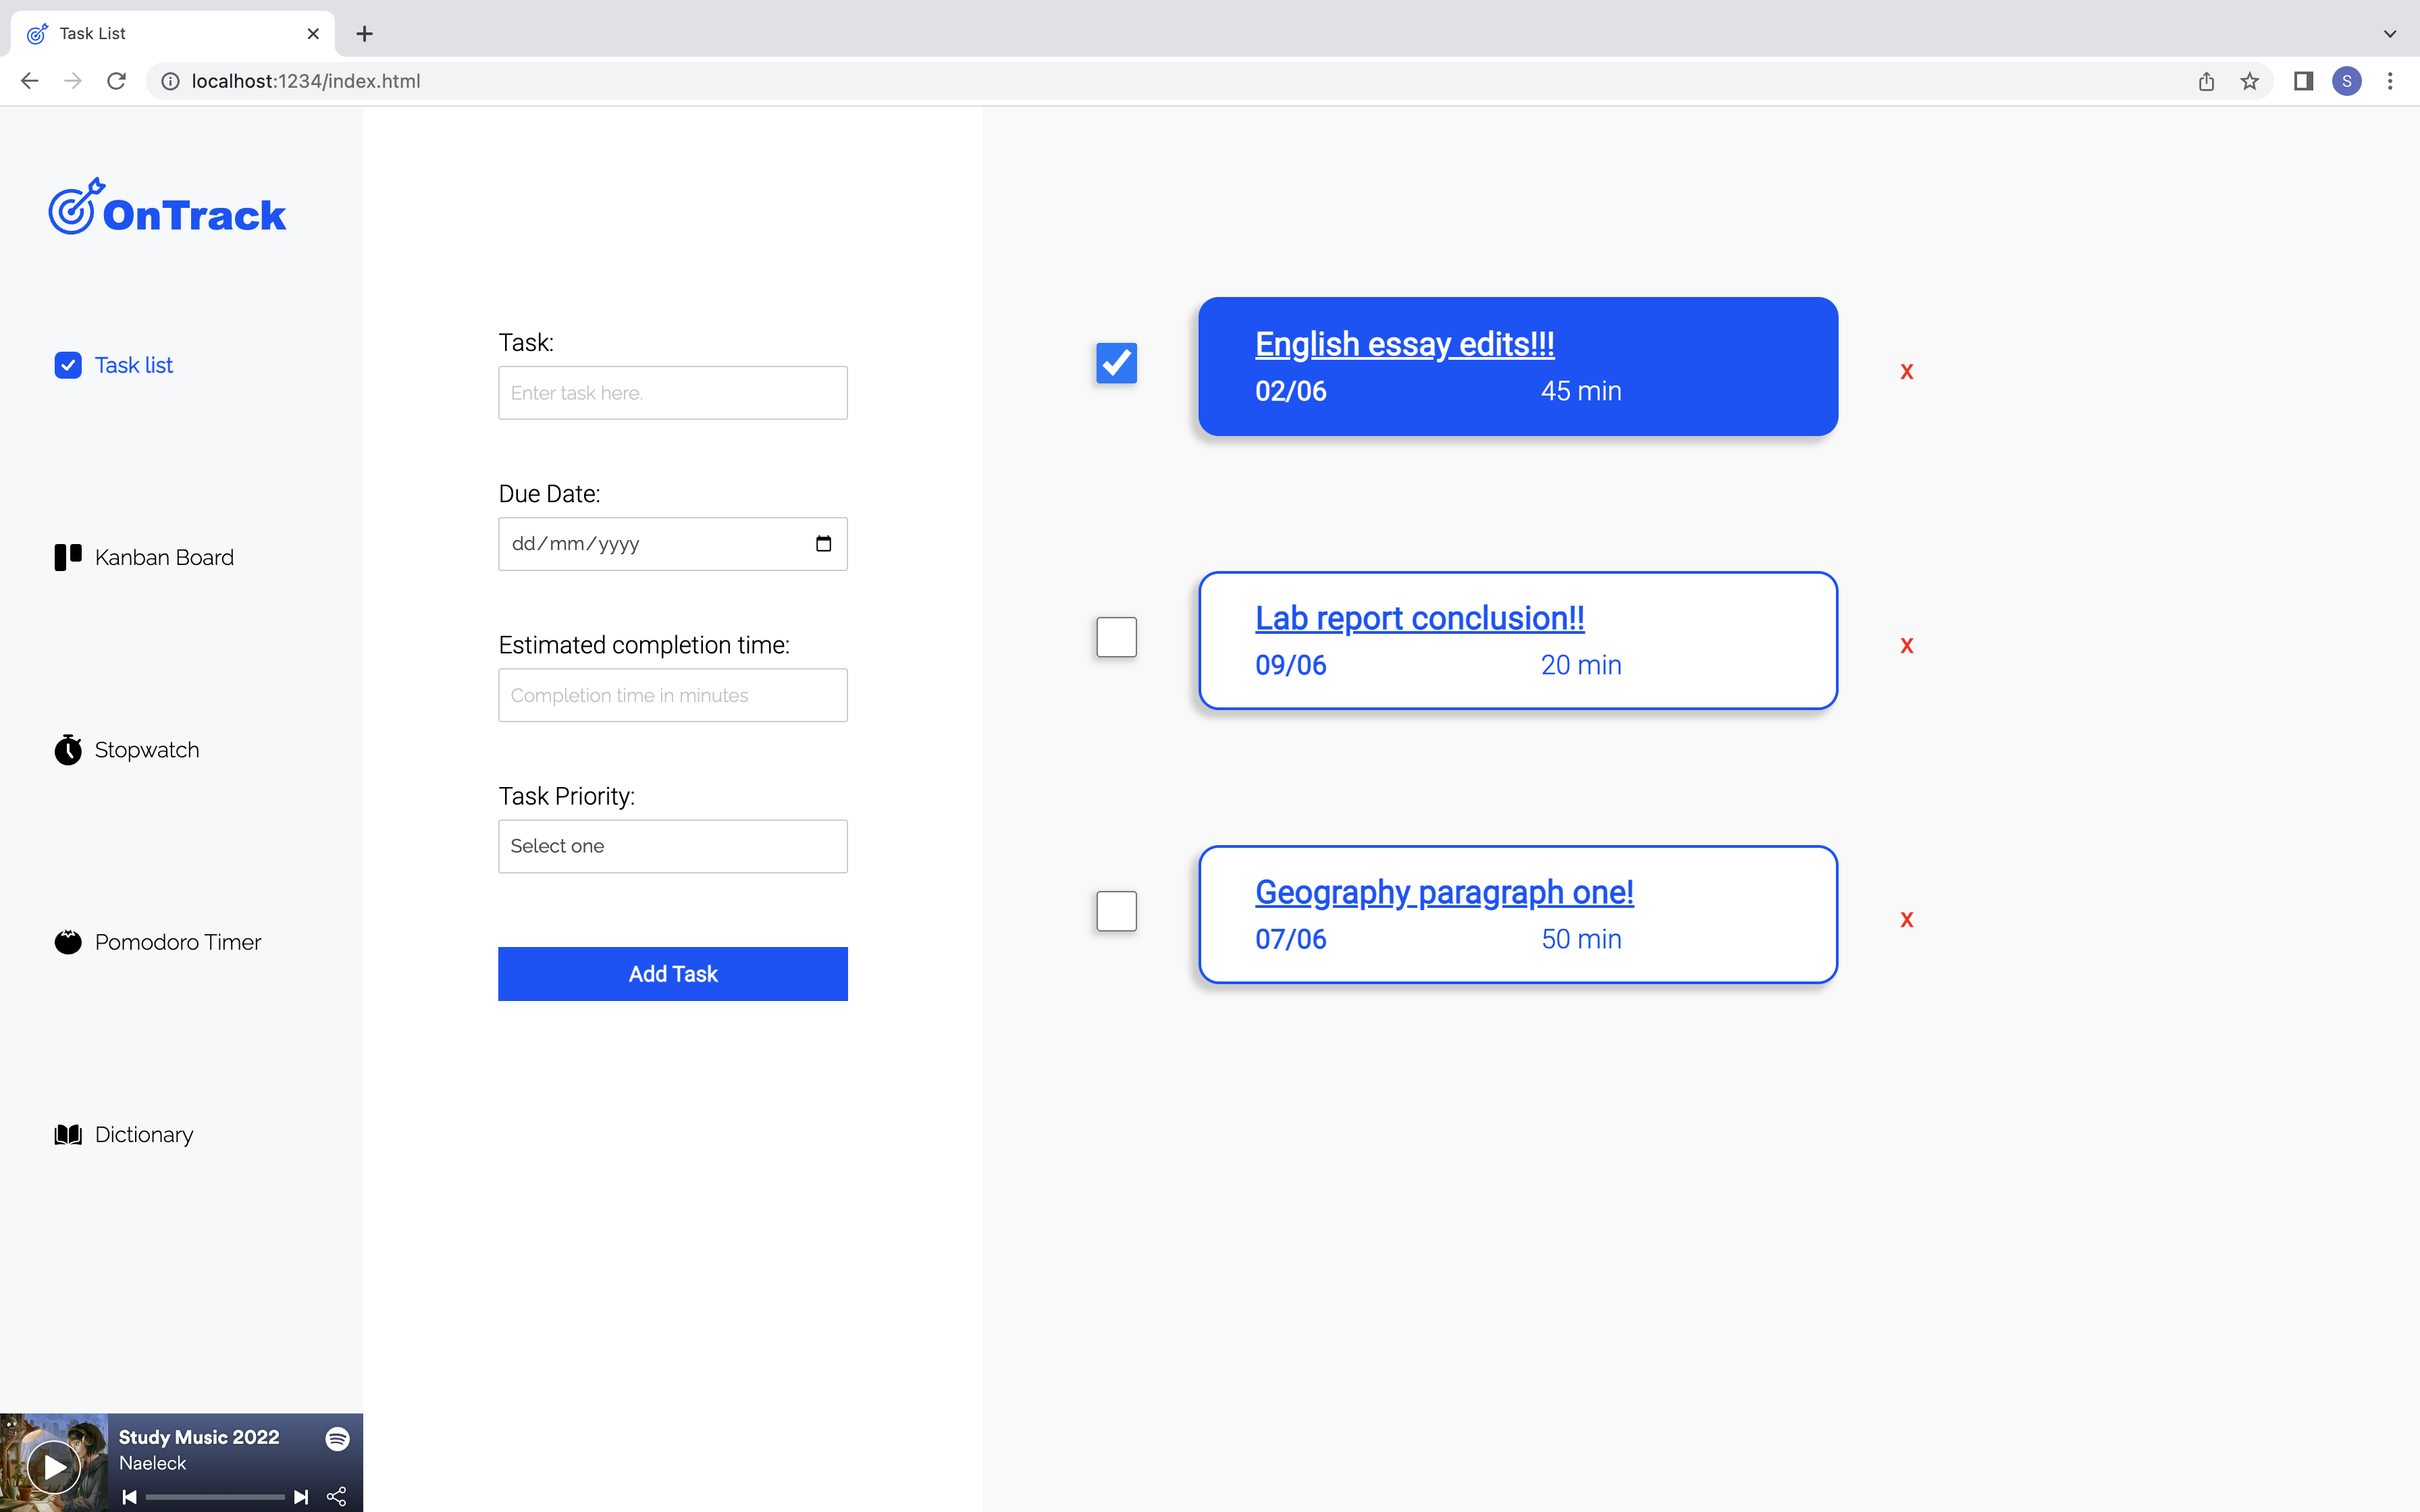 Task List
localhost:1234/index.html
S
OnTrack
Task list
Kanban Board
Stopwatch
Pomodoro Timer
Dictionary
Study Music 2022
Naeleck
Task:
Enter task here.
Due Date:
dd/mm/yyyy
Estimated completion time:
Completion time in minutes
Task Priority:
Select one
Add Task
English essay edits!!!
02/06 45 min
x
Lab report conclusion!!
09/06 20 min
x
Geography paragraph one!
07/06 50 min
x